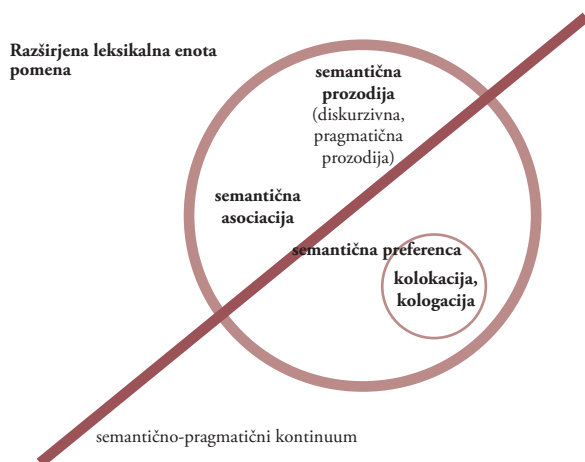 Razširjena leksikalna enota
pomena
semantična
prozodija
(diskurzivna,
pragmatična
prozodija)
semantična
asociacija
semantična preferenca
kolokacija,
kologacija
semantično-pragmatični kontinuum